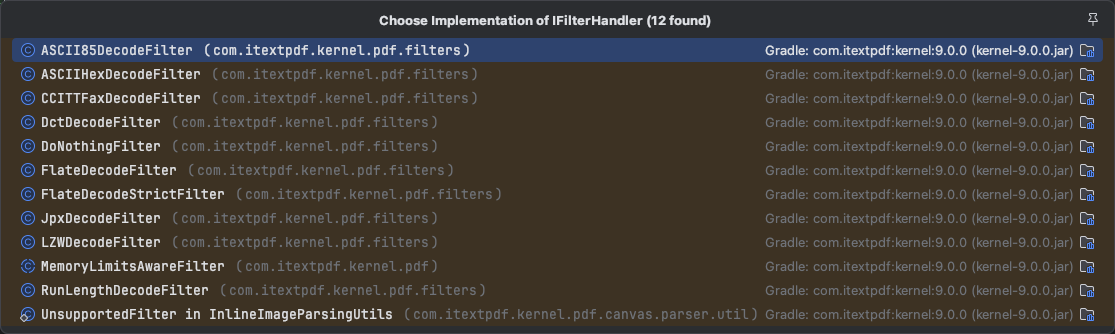 Choose Implementation of IFilterHandler (12 found)
ASCII85DecodeFilter (com.itextpdf.kernel.pdf.filters) Gradle: com.itextpdf:kernel:9.0.0 (kernel-9.0.0.jar)
ASCIIHexDecodeFilter (com.itextpdf.kernel.pdf.filters) Gradle: com.itextpdf:kernel:9.0.0 (kernel-9.0.0.jar)
CCITTFaxDecodeFilter (com.itextpdf.kernel.pdf.filters) Gradle: com.itextpdf:kernel:9.0.0 (kernel-9.0.0.jar)
DctDecodeFilter (com.itextpdf.kernel.pdf.filters) Gradle: com.itextpdf:kernel:9.0.0 (kernel-9.0.0.jar)
DoNothingFilter (com.itextpdf.kernel.pdf.filters) Gradle: com.itextpdf:kernel:9.0.0 (kernel-9.0.0.jar)
FlateDecodeFilter (com.itextpdf.kernel.pdf.filters) Gradle: com.itextpdf:kernel:9.0.0 (kernel-9.0.0.jar)
FlateDecodeStrictFilter (com.itextpdf.kernel.pdf.filters) Gradle: com.itextpdf:kernel:9.0.0 (kernel-9.0.0.jar)
JpxDecodeFilter (com.itextpdf.kernel.pdf.filters) Gradle: com.itextpdf:kernel:9.0.0 (kernel-9.0.0.jar)
LZWDecodeFilter (com.itextpdf.kernel.pdf.filters) Gradle: com.itextpdf:kernel:9.0.0 (kernel-9.0.0.jar)
MemoryLimitsAwareFilter (com.itextpdf.kernel.pdf) Gradle: com.itextpdf:kernel:9.0.0 (kernel-9.0.0.jar)
RunLengthDecodeFilter (com.itextpdf.kernel.pdf.filters) Gradle: com.itextpdf:kernel:9.0.0 (kernel-9.0.0.jar)
UnsupportedFilter in InlineImageParsingUtils (com.itextpdf.kernel.pdf.canvas.parser.util) Gradle: com.itextpdf:kernel:9.0.0 (kernel-9.0.0.jar)